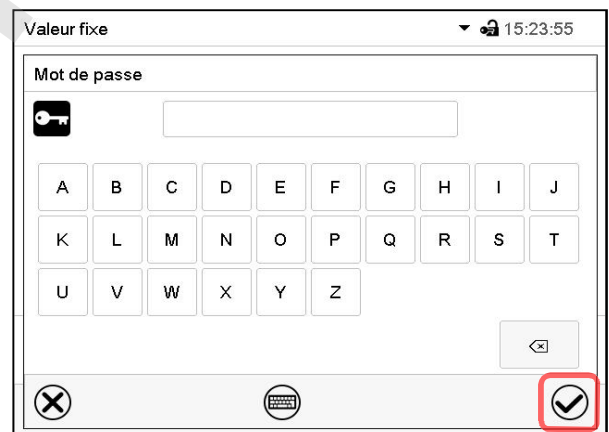 Valeur fixe 15:23:55
Mot de passe
A B C D E F G H I J
K L M N O P Q R S T
U V W X Y Z